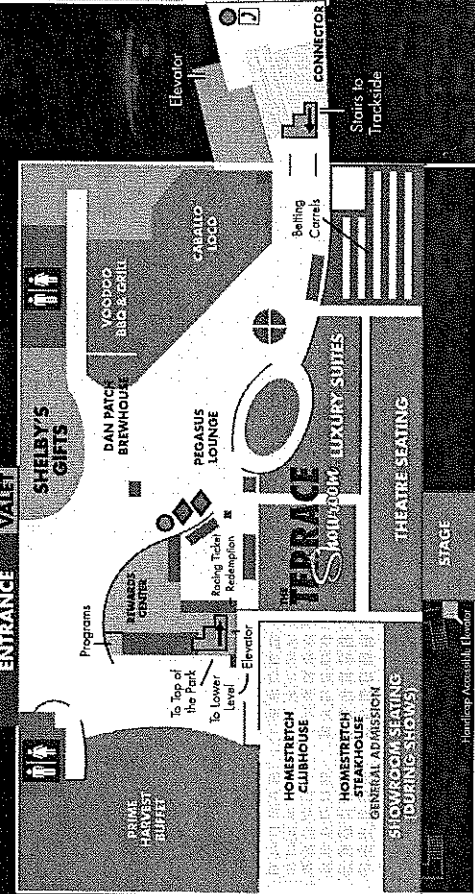 ENTRANCE
VALET
SHELBY'S
GIFTS
VOODOO
BBQ & GRILL
DAN PATCH
BREWHOUSE
CABALLO
LOCO
Elevator
CONNECTOR
Stairs to
Trackside
Betting
Carrels
PEGASUS
LOUNGE
Programs
REWARDS
CENTER
Racing Ticket
Redemption
To Top of
the Park
To Lower
Level
Elevator
PRIME
HARVEST
BUFFET
THE
TERRACE
Showroom
LUXURY SUITES
THEATRE SEATING
STAGE
HOMESTRETCH
CLUBHOUSE
HOMESTRETCH
STEAKHOUSE
GENERAL ADMISSION
SHOWROOM SEATING
(DURING SHOWS)
Handicap Accessible Elevator